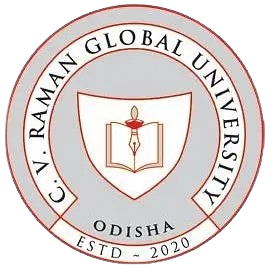 C. V. RAMAN GLOBAL UNIVERSITY
ODISHA
ESTD ~ 2020